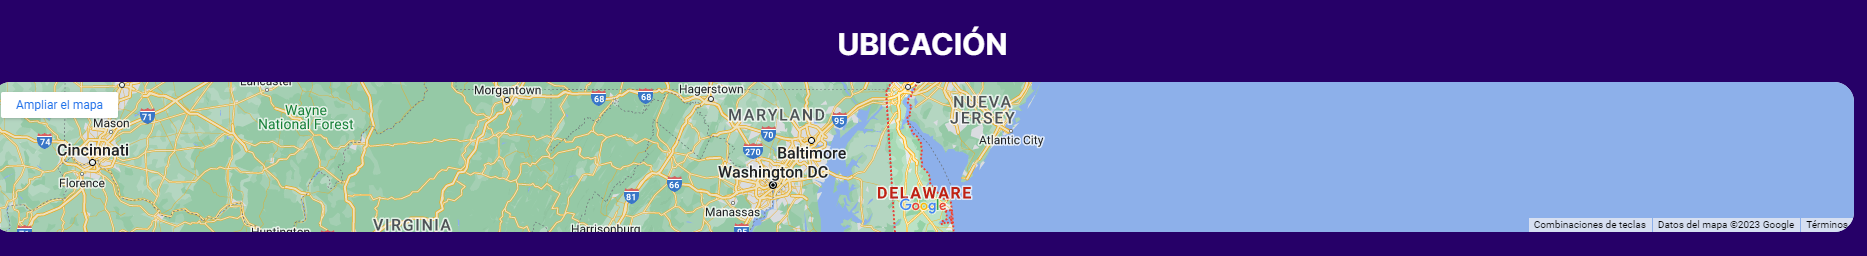 UBICACIÓN
Lancaster
Morgantown
68
68
Hagerstown
Ampliar el mapa
Wayne
National Forest
NUEVA
JERSEY
71
Mason
MARYLAND
95
74
70
Atlantic City
Cincinnati
270
Baltimore
Washington DC
Florence
66
81
DELAWARE
Google
Manassas
VIRGINIA
Huntington
Harrisonburg
95
Combinaciones de teclas
Datos del mapa ©2023 Google
Términos